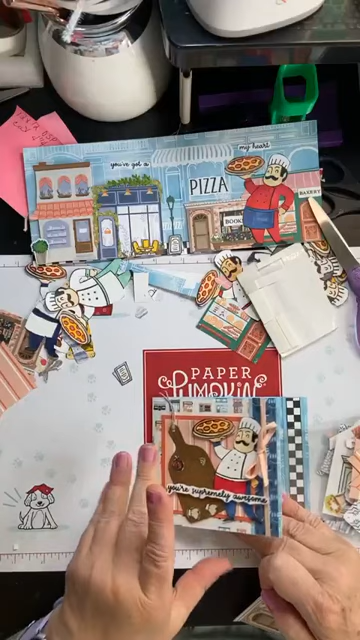 you've got a
my heart
PIZZA
BOOK
BAKERY
PAPER
PUMPKIN
you're supremely awesome